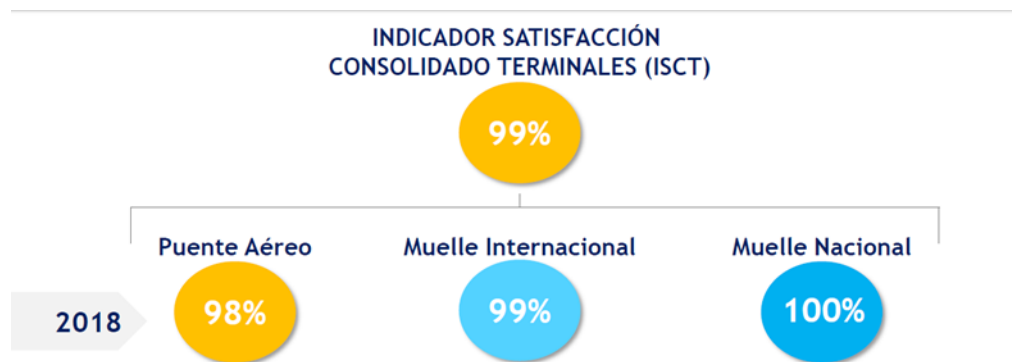 INDICADOR SATISFACCIÓN
CONSOLIDADO TERMINALES (ISCT)
99%
Puente Aéreo Muelle Internacional Muelle Nacional
2018 98% 99% 100%